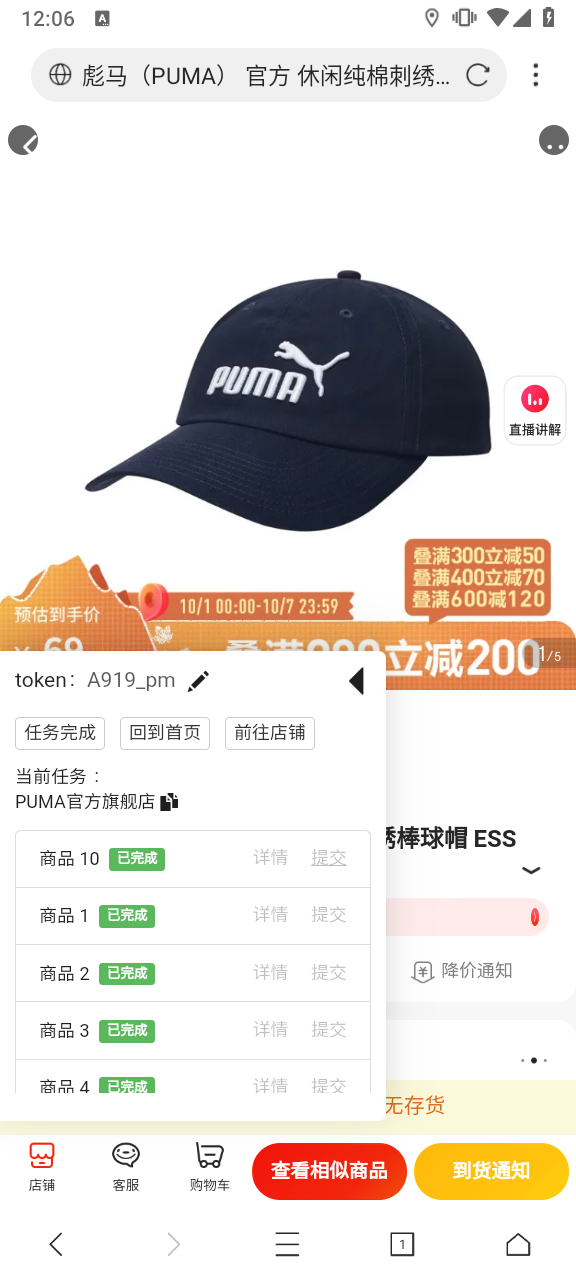 12:06
A
彪马（PUMA） 官方 休闲纯棉刺绣...
PUMA
直播讲解
叠满300立减50
叠满400立减70
叠满600减120
10/1 00:00-10/7 23:59
预估到手价
¥ 69
立减200
1/5
token： A919_pm
任务完成 回到首页 前往店铺
当前任务：
PUMA官方旗舰店
绣棒球帽 ESS
商品 10 已完成 详情 提交
商品 1 已完成 详情 提交
商品 2 已完成 详情 提交
降价通知
商品 3 已完成 详情 提交
商品 4 已完成 详情 提交
无存货
店铺
客服
购物车
查看相似商品
到货通知
1